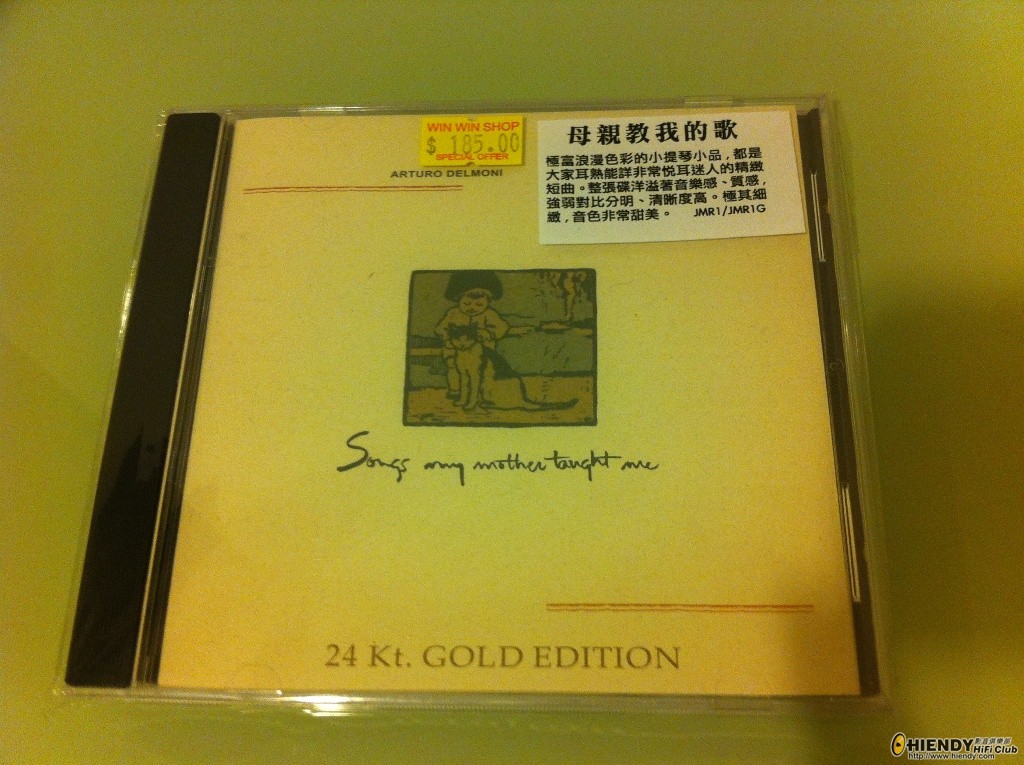 WIN WIN SHOP
$ 185.00
SPECIAL OFFER
ARTURO DELMONI
母親教我的歌
極富浪漫色彩的小提琴小品，都是
大家耳熟能詳非常悅耳迷人的精緻
短曲。整張碟洋溢著音樂感、質感，
強弱對比分明、清晰度高。極其細
緻，音色非常甜美。 JMR1/JMR1G
Songs my mother taught me
24 Kt. GOLD EDITION
HIENDY 影音俱樂部
HiFi Club
http://www.hiendy.com